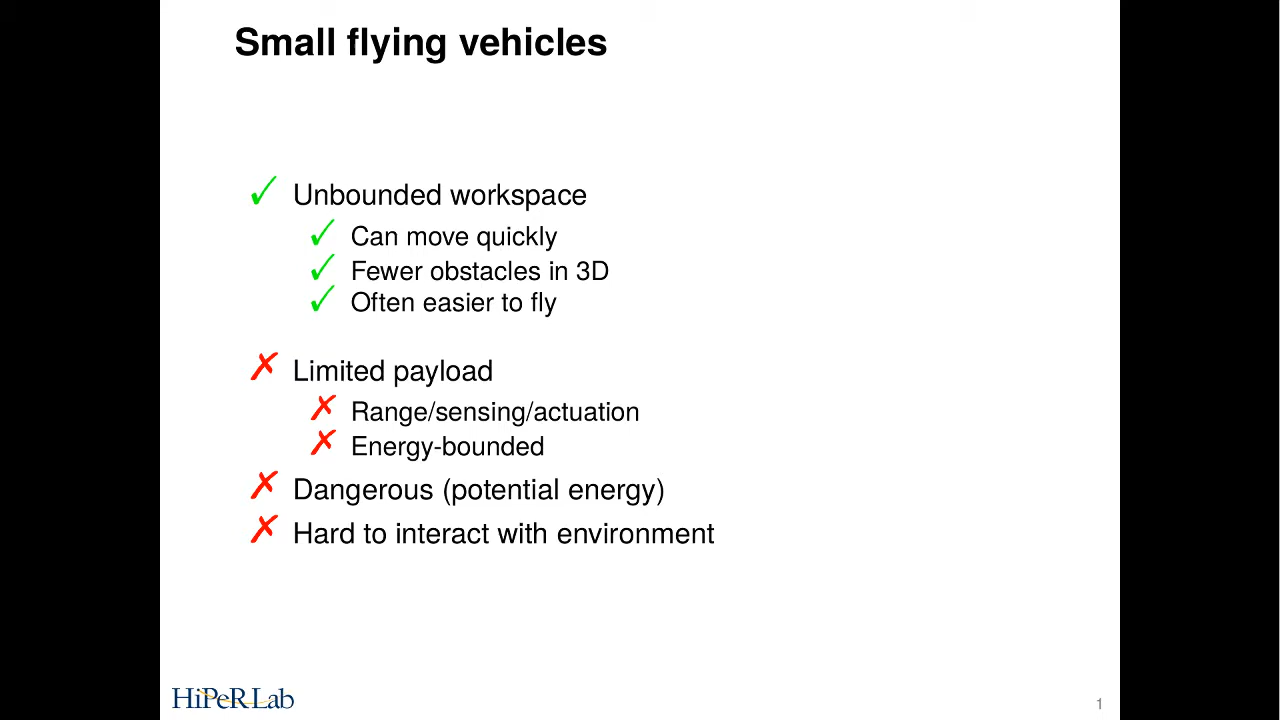 Small flying vehicles
✓ Unbounded workspace
✓ Can move quickly
✓ Fewer obstacles in 3D
✓ Often easier to fly
✗ Limited payload
✗ Range/sensing/actuation
✗ Energy-bounded
✗ Dangerous (potential energy)
✗ Hard to interact with environment
HiPeRLab
1